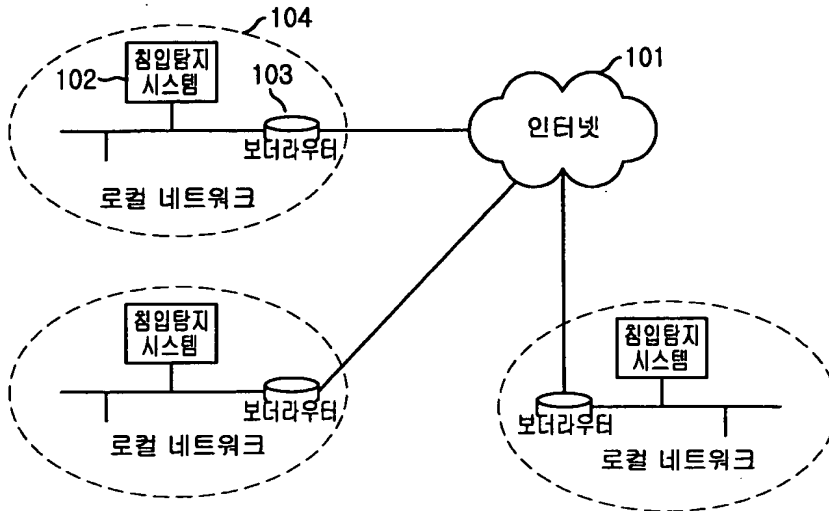 104
침입탐지
시스템
102
103
보더라우터
로컬 네트워크
101
인터넷
침입탐지
시스템
보더라우터
로컬 네트워크
침입탐지
시스템
보더라우터
로컬 네트워크